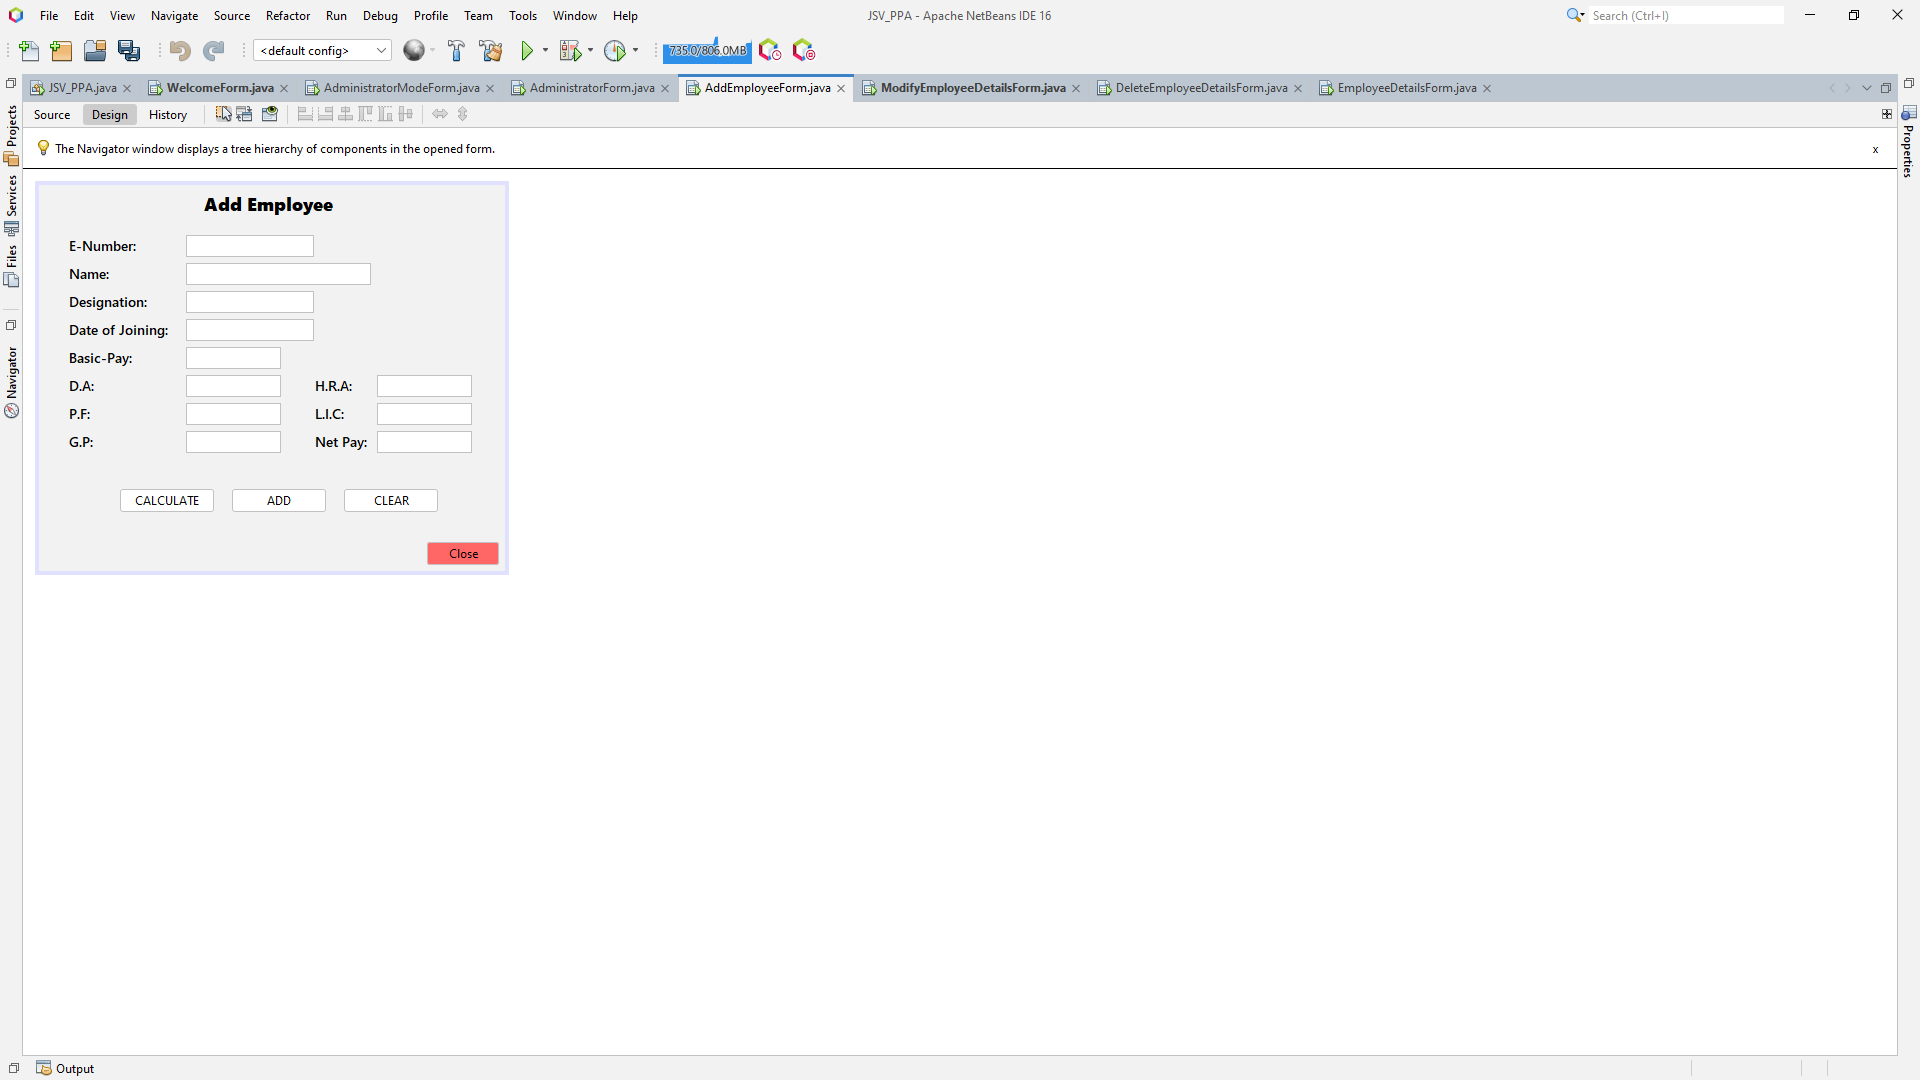 File Edit View Navigate Source Refactor Run Debug Profile Team Tools Window Help
JSV_PPA - Apache NetBeans IDE 16
Search (Ctrl+I)
<default config>
735.0/806.0MB
JSV_PPA.java
WelcomeForm.java
AdministratorModeForm.java
AdministratorForm.java
AddEmployeeForm.java
ModifyEmployeeDetailsForm.java
DeleteEmployeeDetailsForm.java
EmployeeDetailsForm.java
Source Design History
The Navigator window displays a tree hierarchy of components in the opened form.
x
Projects
Services
Files
Navigator
Properties
Add Employee
E-Number:
Name:
Designation:
Date of Joining:
Basic-Pay:
D.A: H.R.A:
P.F: L.I.C:
G.P: Net Pay:
CALCULATE ADD CLEAR
Close
Output